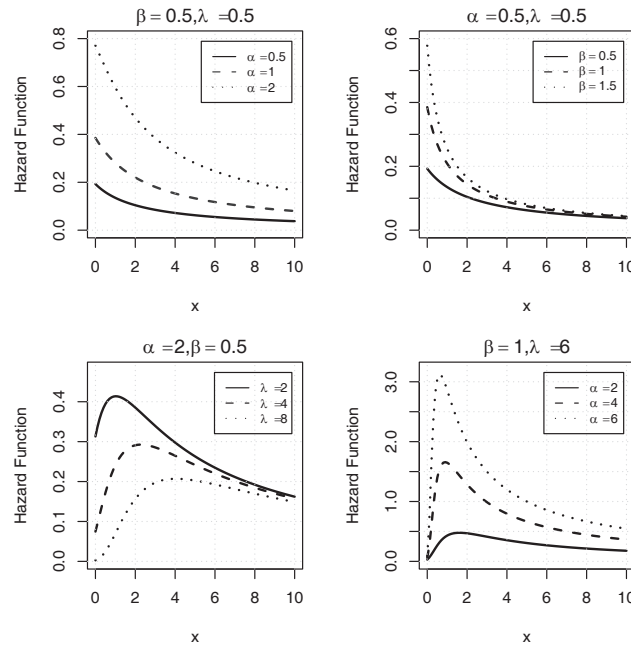 β = 0.5,λ =0.5
Hazard Function
0.0 0.2 0.4 0.6 0.8
α =0.5
α =1
α =2
0 2 4 6 8 10
x
α =0.5,λ =0.5
Hazard Function
0.0 0.2 0.4 0.6
β = 0.5
β = 1
β = 1.5
0 2 4 6 8 10
x
α =2,β = 0.5
Hazard Function
0.0 0.1 0.2 0.3 0.4
λ =2
λ =4
λ =8
0 2 4 6 8 10
x
β = 1,λ =6
Hazard Function
0.0 1.0 2.0 3.0
α =2
α =4
α =6
0 2 4 6 8 10
x